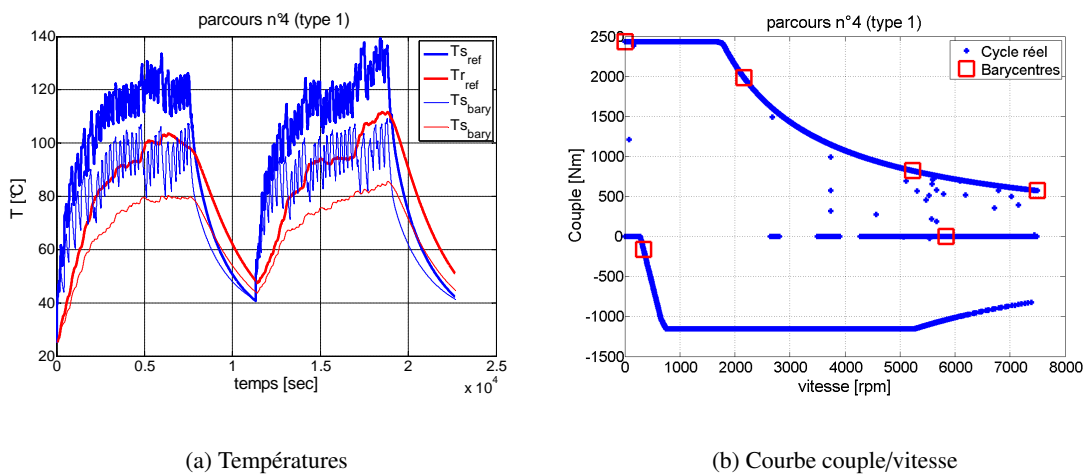 parcours n°4 (type 1)
140
120
100
80
60
40
20
T [°C]
0
0.5
1
1.5
2
2.5
x 10^4
temps [sec]
Ts_ref
Tr_ref
Ts_bary
Ts_bary
(a) Températures
parcours n°4 (type 1)
2500
2000
1500
1000
500
0
-500
-1000
-1500
Couple [Nm]
0
1000
2000
3000
4000
5000
6000
7000
8000
vitesse [rpm]
Cycle réel
Barycentres
(b) Courbe couple/vitesse